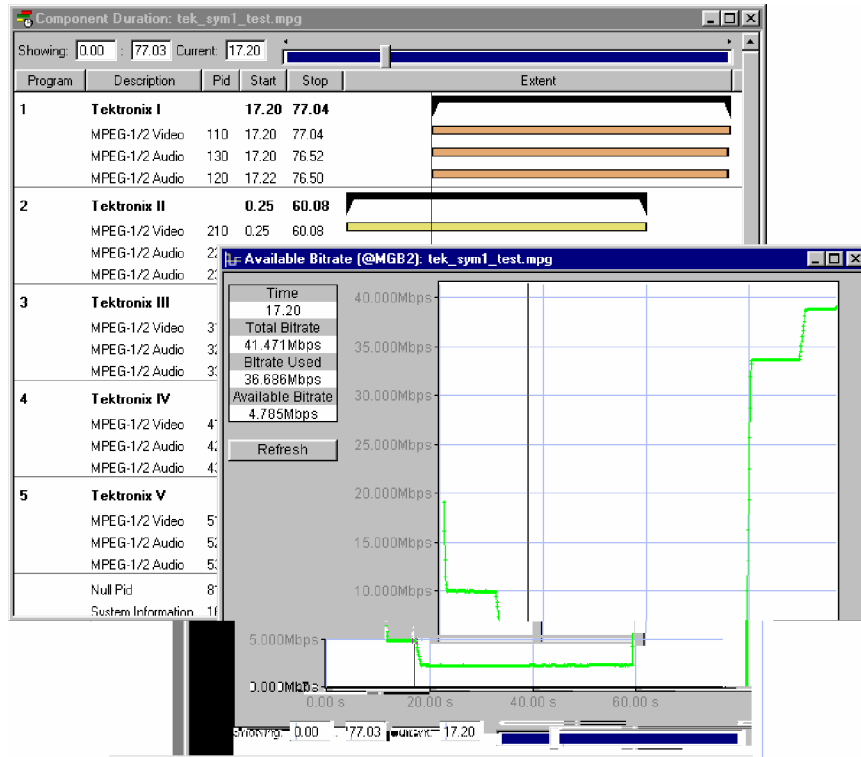 Component Duration: tek_sym1_test.mpg
Showing: 0.00 : 77.03 Current: 17.20
Program Description Pid Start Stop Extent
1 Tektronix I 17.20 77.04
MPEG-1/2 Video 110 17.20 77.04
MPEG-1/2 Audio 130 17.20 76.52
MPEG-1/2 Audio 120 17.22 76.50
2 Tektronix II 0.25 60.08
MPEG-1/2 Video 210 0.25 60.08
MPEG-1/2 Audio
MPEG-1/2 Audio
3 Tektronix III
MPEG-1/2 Video
MPEG-1/2 Audio
MPEG-1/2 Audio
4 Tektronix IV
MPEG-1/2 Video
MPEG-1/2 Audio
MPEG-1/2 Audio
5 Tektronix V
MPEG-1/2 Video
MPEG-1/2 Audio
MPEG-1/2 Audio
Null Pid
System Information
Available Bitrate (@MGB2): tek_sym1_test.mpg
Time
17.20
Total Bitrate
41.471Mbps
Bitrate Used
36.686Mbps
Available Bitrate
4.785Mbps
Refresh
40.000Mbps
35.000Mbps
30.000Mbps
25.000Mbps
20.000Mbps
15.000Mbps
10.000Mbps
5.000Mbps
0.000Mbps
0.00 s 20.00 s 40.00 s 60.00 s
Showing: 0.00 : 77.03 Current: 17.20